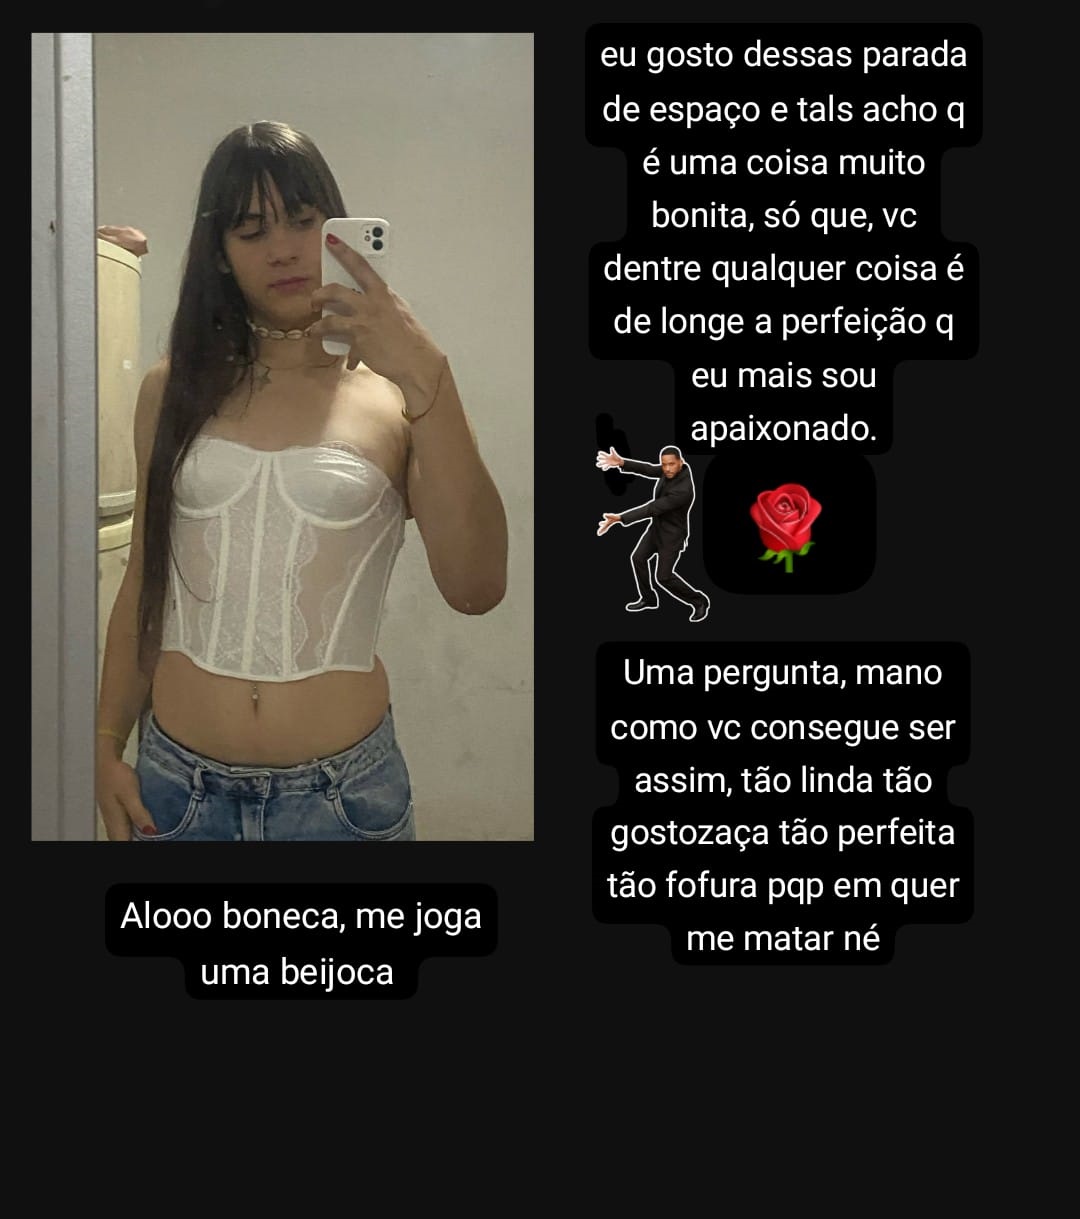 eu gosto dessas parada
de espaço e tals acho q
é uma coisa muito
bonita, só que, vc
dentre qualquer coisa é
de longe a perfeição q
eu mais sou
apaixonado.
Uma pergunta, mano
como vc consegue ser
assim, tão linda tão
gostozaça tão perfeita
tão fofura pqp em quer
me matar né
Alooo boneca, me joga
uma beijoca